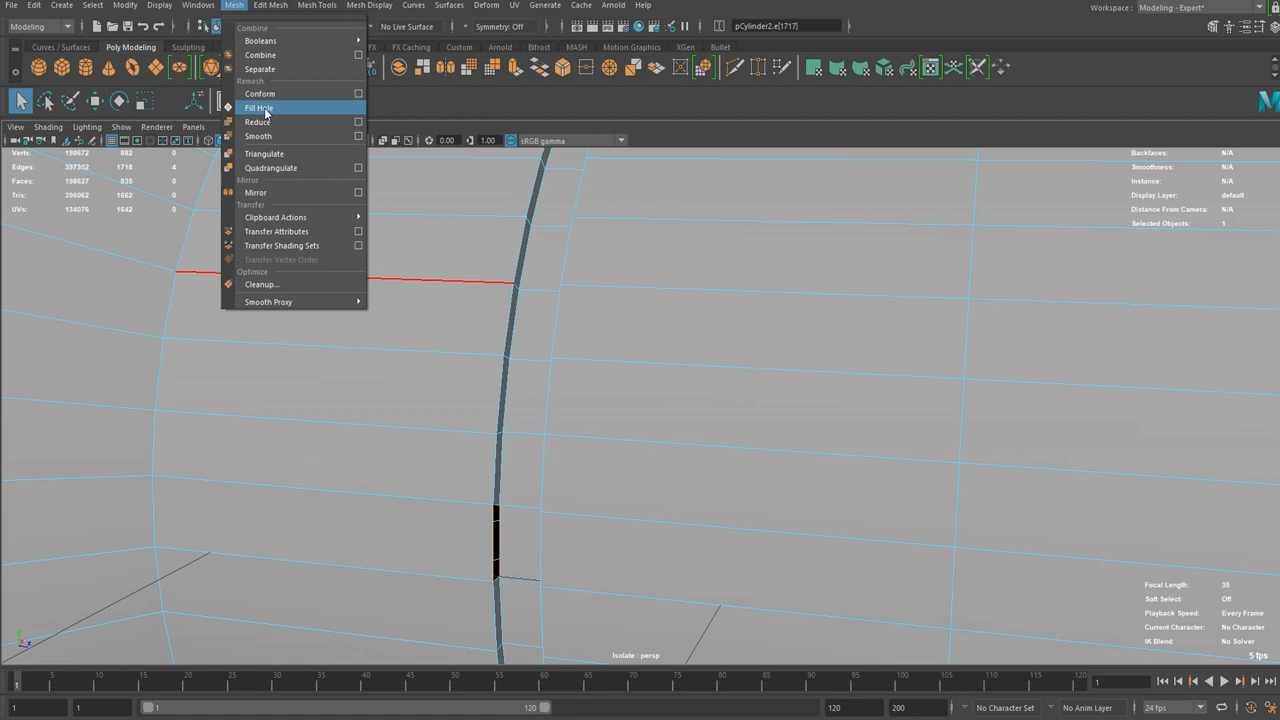 File Edit Create Select Modify Display Windows Mesh Edit Mesh Mesh Tools Mesh Display Curves Surfaces Deform UV Generate Cache Arnold Help Workspace : Modeling - Expert*
Modeling No Live Surface Symmetry: Off pCylinder2.e[1717]
Curves / Surfaces Poly Modeling Sculpting FX FX Caching Custom Arnold Bifrost MASH Motion Graphics XGen Bullet
View Shading Lighting Show Renderer Panels
0.00 1.00 sRGB gamma
Combine
Booleans
Combine
Separate
Remesh
Conform
Fill Hole
Reduce
Smooth
Triangulate
Quadrangulate
Mirror
Mirror
Transfer
Clipboard Actions
Transfer Attributes
Transfer Shading Sets
Transfer Vertex Order
Optimize
Cleanup...
Smooth Proxy
Verts: 198672 882 0
Edges: 397302 1718 4
Faces: 198627 835 0
Tris: 396062 1662 0
UVs: 134076 1642 0
Backfaces: N/A
Smoothness: N/A
Instance: N/A
Display Layer: default
Distance From Camera: N/A
Selected Objects: 1
Focal Length: 35
Soft Select: Off
Playback Speed: Every Frame
Current Character: No Character
IK Blend: No Solver
Isolate : persp
5 fps
5 10 15 20 25 30 35 40 45 50 55 60 65 70 75 80 85 90 95 100 105 110 115 120
1 1
1 1 1 120 120 200 No Character Set No Anim Layer 24 fps